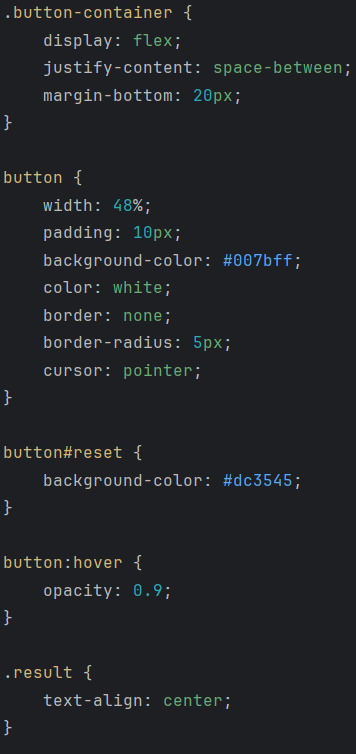 .button-container {
    display: flex;
    justify-content: space-between;
    margin-bottom: 20px;
}

button {
    width: 48%;
    padding: 10px;
    background-color: #007bff;
    color: white;
    border: none;
    border-radius: 5px;
    cursor: pointer;
}

button#reset {
    background-color: #dc3545;
}

button:hover {
    opacity: 0.9;
}

.result {
    text-align: center;
}